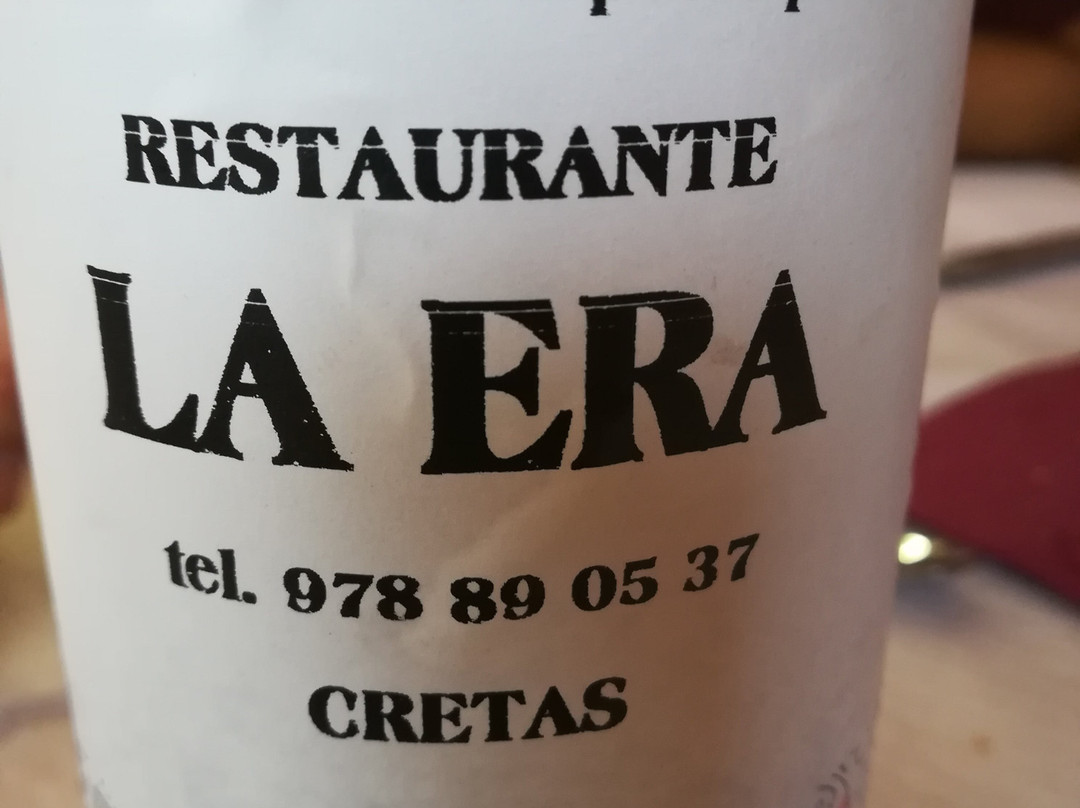 RESTAURANTE
LA ERA
tel. 978 89 05 37
CRETAS